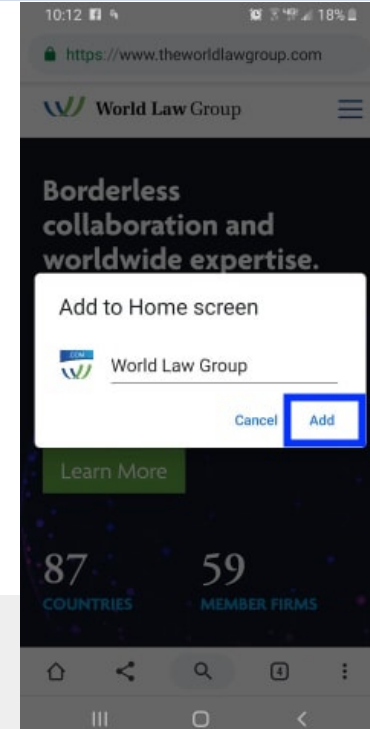 10:12 18%
https://www.theworldlawgroup.com
World Law Group
Borderless
collaboration and
worldwide expertise.
Add to Home screen
.COM
World Law Group
Cancel Add
Learn More
87 59
COUNTRIES MEMBER FIRMS
4